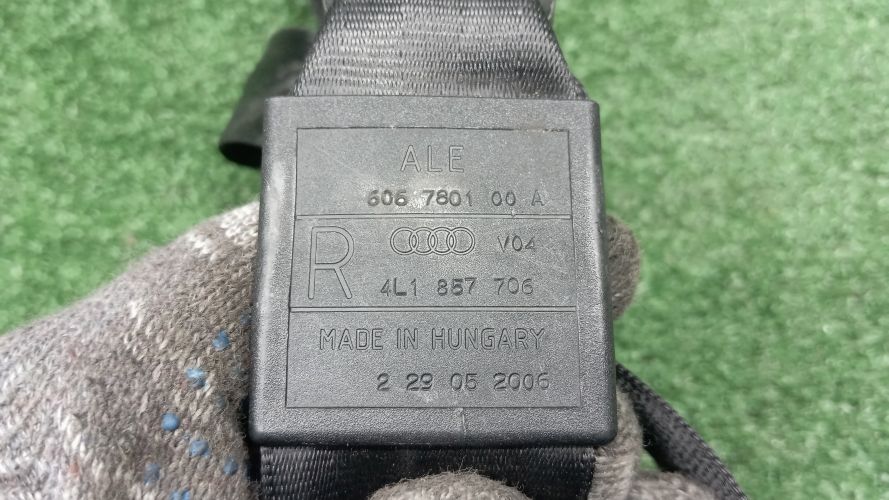 ALE
606 7801 00 A
R V04
4L1 857 706
MADE IN HUNGARY
2 29 05 2006